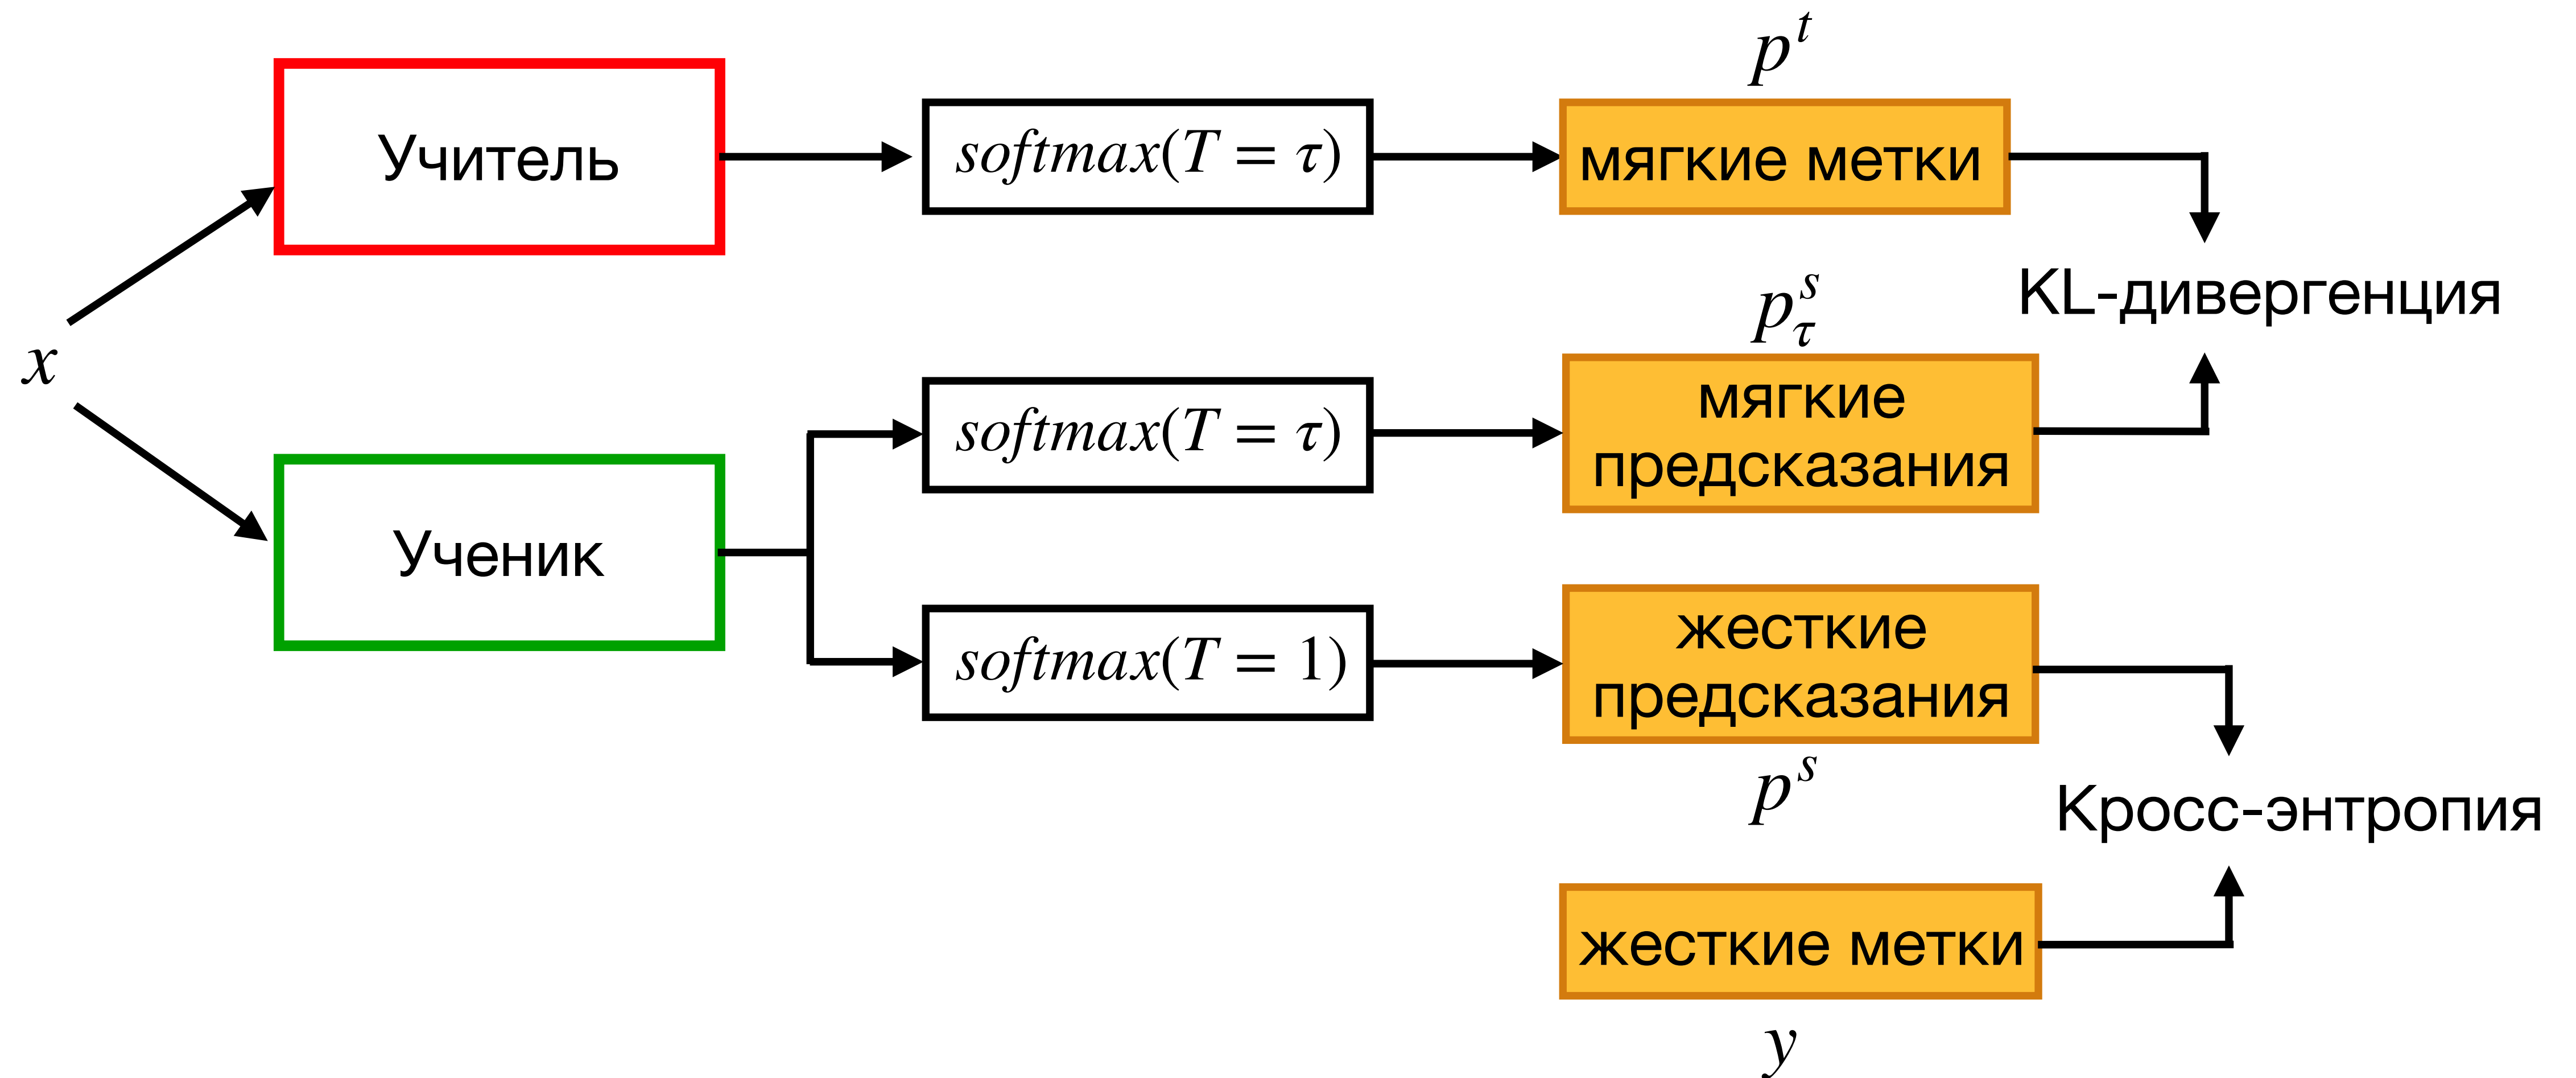 p^t
Учитель
softmax(T = τ)
мягкие метки
KL-дивергенция
p^s_τ
x
softmax(T = τ)
мягкие
предсказания
Ученик
softmax(T = 1)
жесткие
предсказания
p^s
Кросс-энтропия
жесткие метки
y